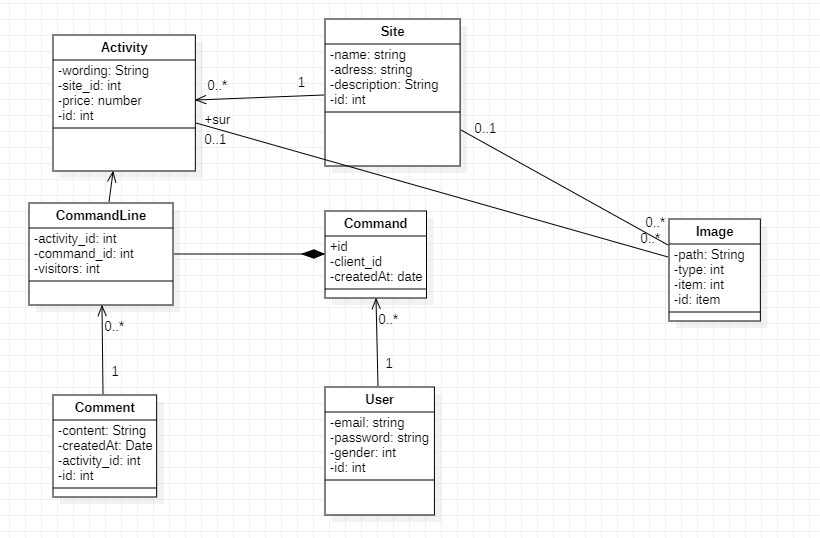 Activity
-wording: String
-site_id: int
-price: number
-id: int
Site
-name: string
-adress: string
-description: String
-id: int
0..*
1
+sur
0..1
0..1
0..*
0..*
CommandLine
-activity_id: int
-command_id: int
-visitors: int
Command
+id
-client_id
-createdAt: date
Image
-path: String
-type: int
-item: int
-id: item
0..*
1
0..*
1
Comment
-content: String
-createdAt: Date
-activity_id: int
-id: int
User
-email: string
-password: string
-gender: int
-id: int